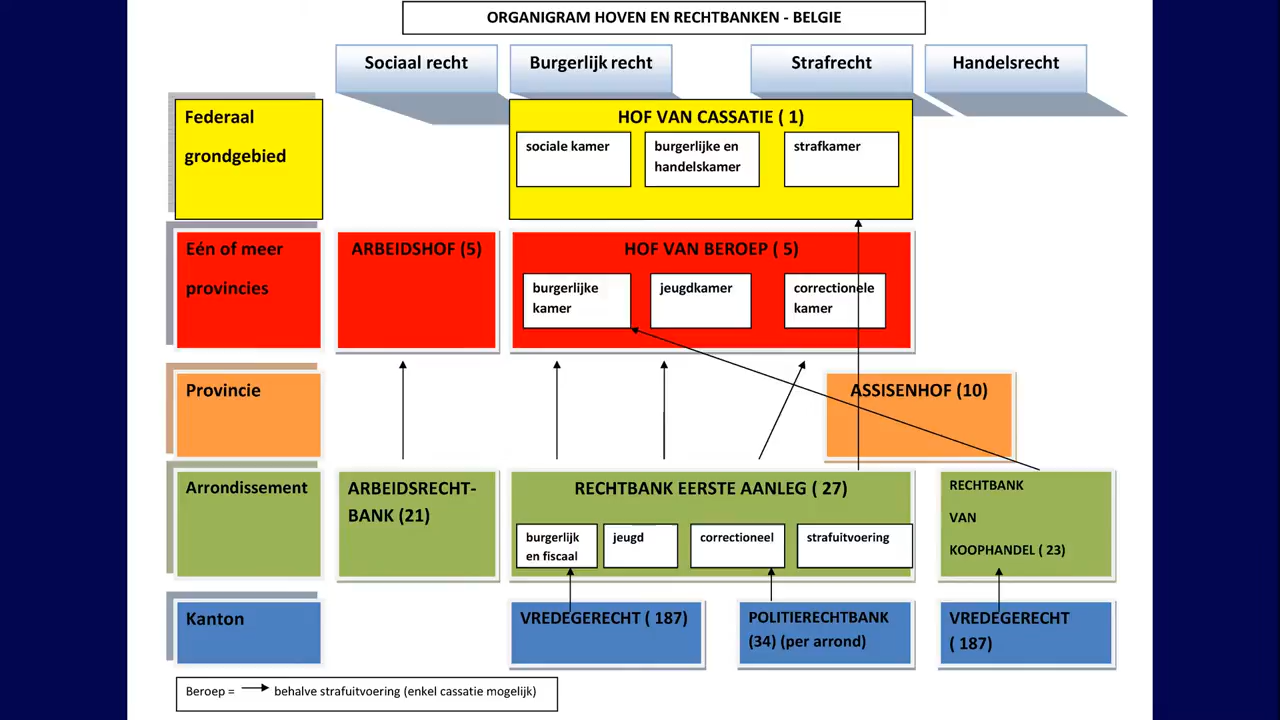 ORGANIGRAM HOVEN EN RECHTBANKEN - BELGIE
Sociaal recht
Burgerlijk recht
Strafrecht
Handelsrecht
Federaal
grondgebied
HOF VAN CASSATIE ( 1)
sociale kamer
burgerlijke en
handelskamer
strafkamer
Eén of meer
provincies
ARBEIDSHOF (5)
HOF VAN BEROEP ( 5)
burgerlijke
kamer
jeugdkamer
correctionele
kamer
Provincie
ASSISENHOF (10)
Arrondissement
ARBEIDSRECHT-
BANK (21)
RECHTBANK EERSTE AANLEG ( 27)
burgerlijk
en fiscaal
jeugd
correctioneel
strafuitvoering
RECHTBANK
VAN
KOOPHANDEL ( 23)
Kanton
VREDEGERECHT ( 187)
POLITIERECHTBANK
(34) (per arrond)
VREDEGERECHT
( 187)
Beroep = behalve strafuitvoering (enkel cassatie mogelijk)